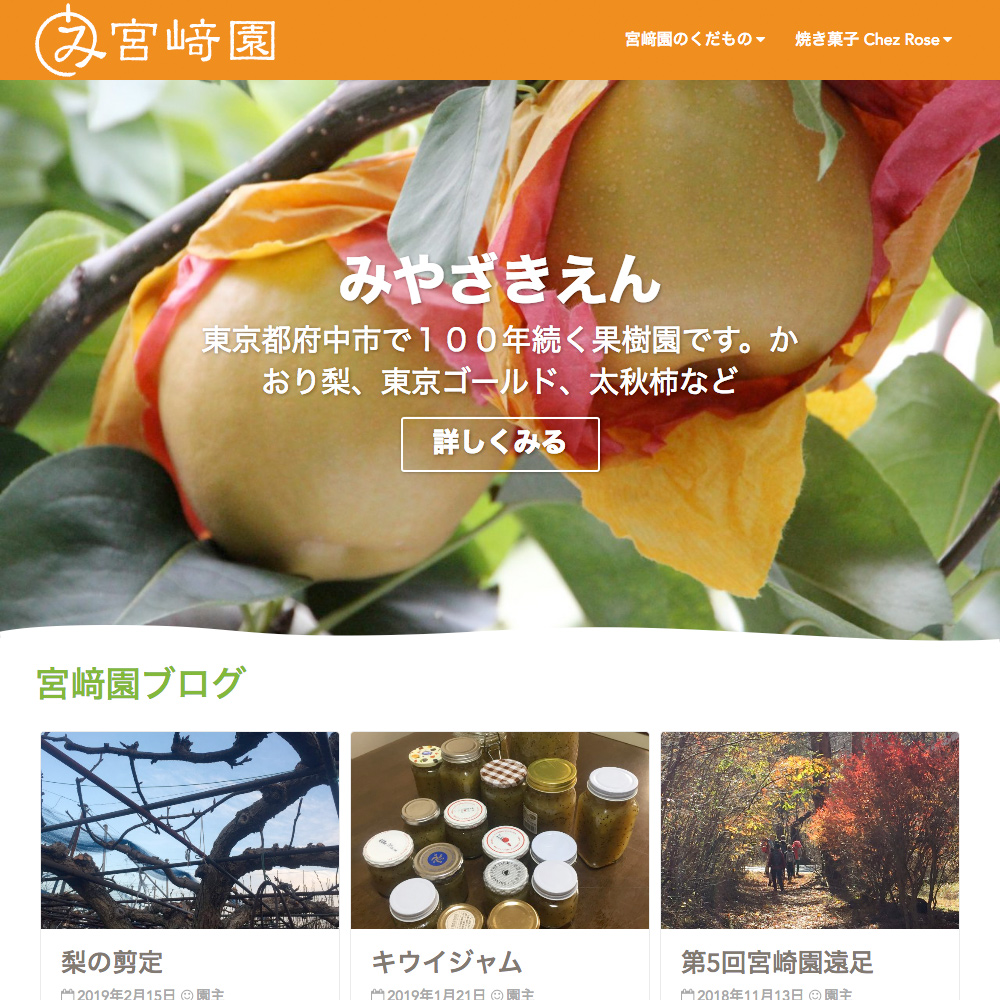 み宮﨑園
宮﨑園のくだもの
焼き菓子 Chez Rose
みやざきえん
東京都府中市で１００年続く果樹園です。か
おり梨、東京ゴールド、太秋柿など
詳しくみる
宮﨑園ブログ
梨の剪定
キウイジャム
第5回宮﨑園遠足
2019年2月15日 園主
2019年1月21日 園主
2018年11月13日 園主